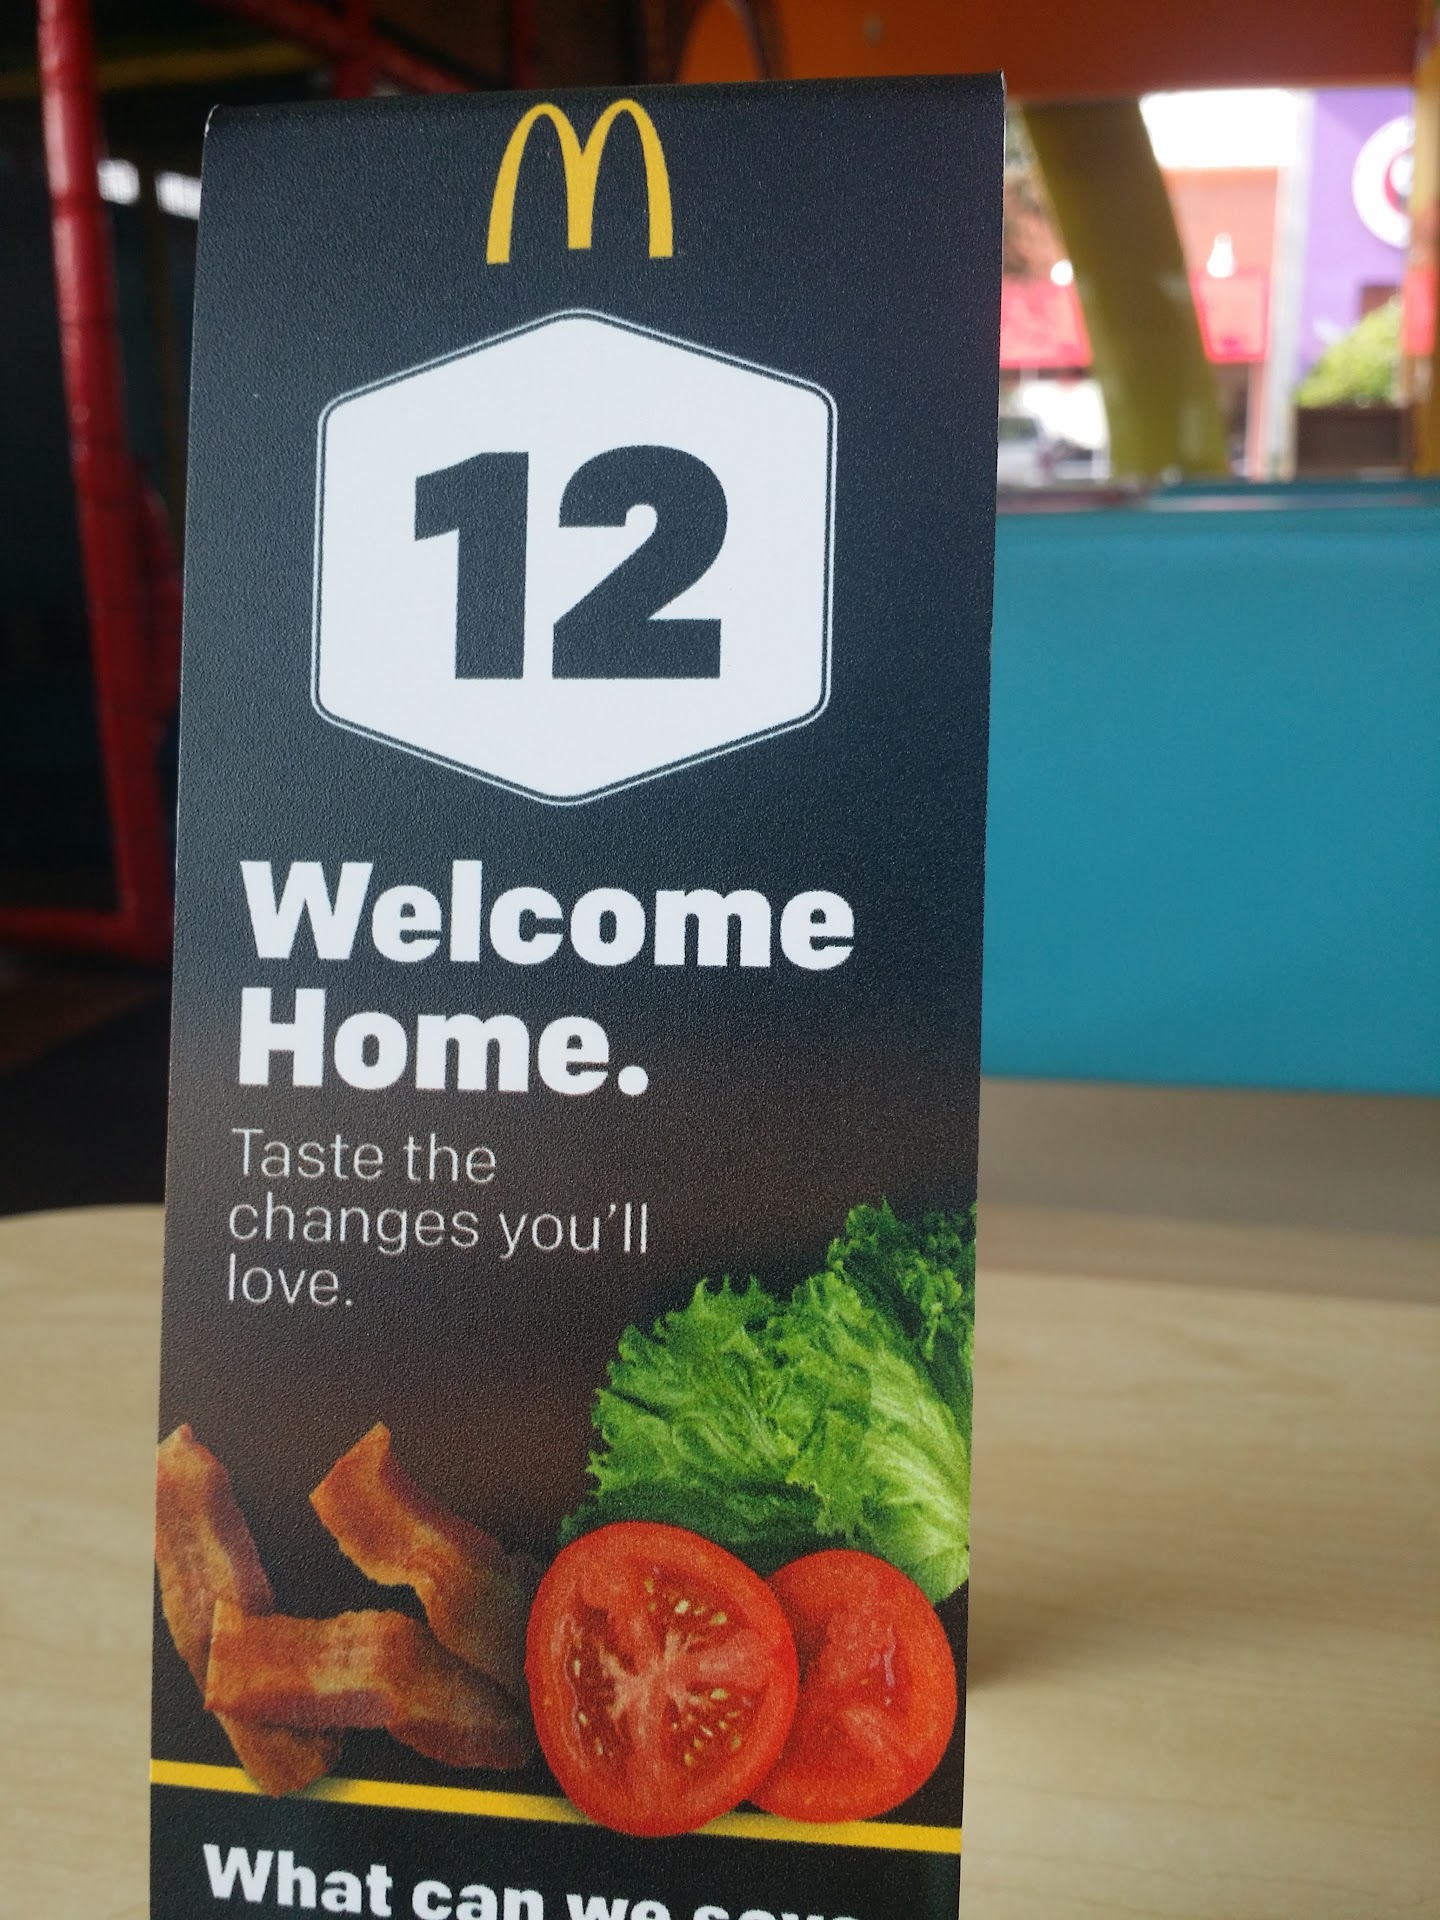 12
Welcome
Home.
Taste the
changes you'll
love.
What can we